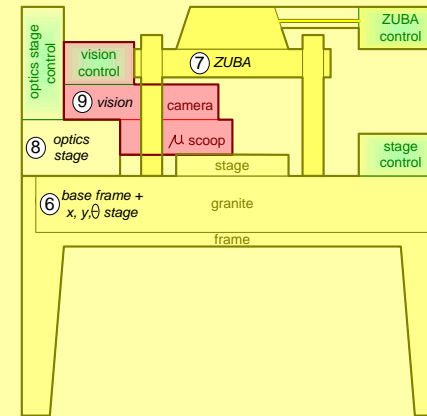 optics stage
control
ZUBA
control
vision
control
7 ZUBA
9 vision
camera
μ scoop
8 optics
stage
stage
stage
control
6 base frame +
x, y,θ stage
granite
frame